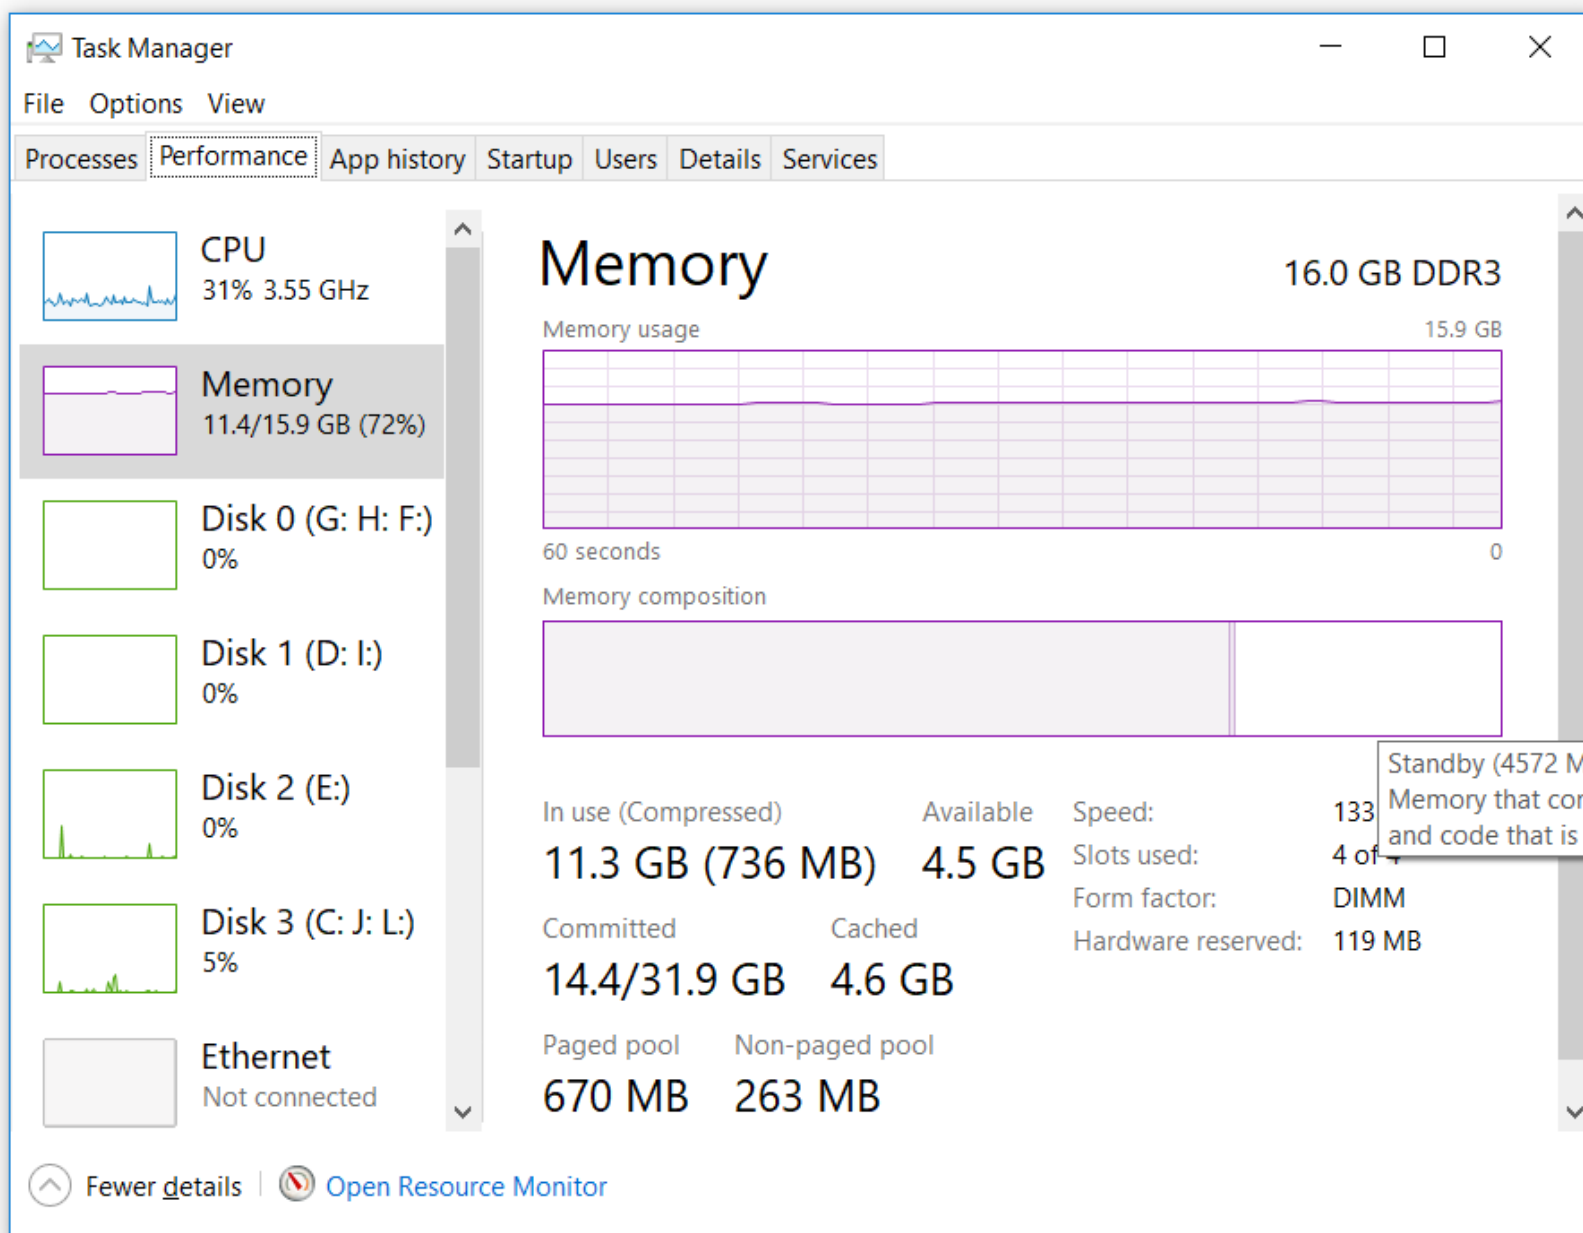 Task Manager
File Options View
Processes Performance App history Startup Users Details Services
CPU
31% 3.55 GHz
Memory
11.4/15.9 GB (72%)
Disk 0 (G: H: F:)
0%
Disk 1 (D: I:)
0%
Disk 2 (E:)
0%
Disk 3 (C: J: L:)
5%
Ethernet
Not connected
Memory 16.0 GB DDR3
Memory usage 15.9 GB
60 seconds 0
Memory composition
Standby (4572 M
Memory that
and code that is
In use (Compressed) Available
11.3 GB (736 MB) 4.5 GB
Committed Cached
14.4/31.9 GB 4.6 GB
Paged pool Non-paged pool
670 MB 263 MB
Speed: 133
Slots used: 4 of 4
Form factor: DIMM
Hardware reserved: 119 MB
Fewer details Open Resource Monitor